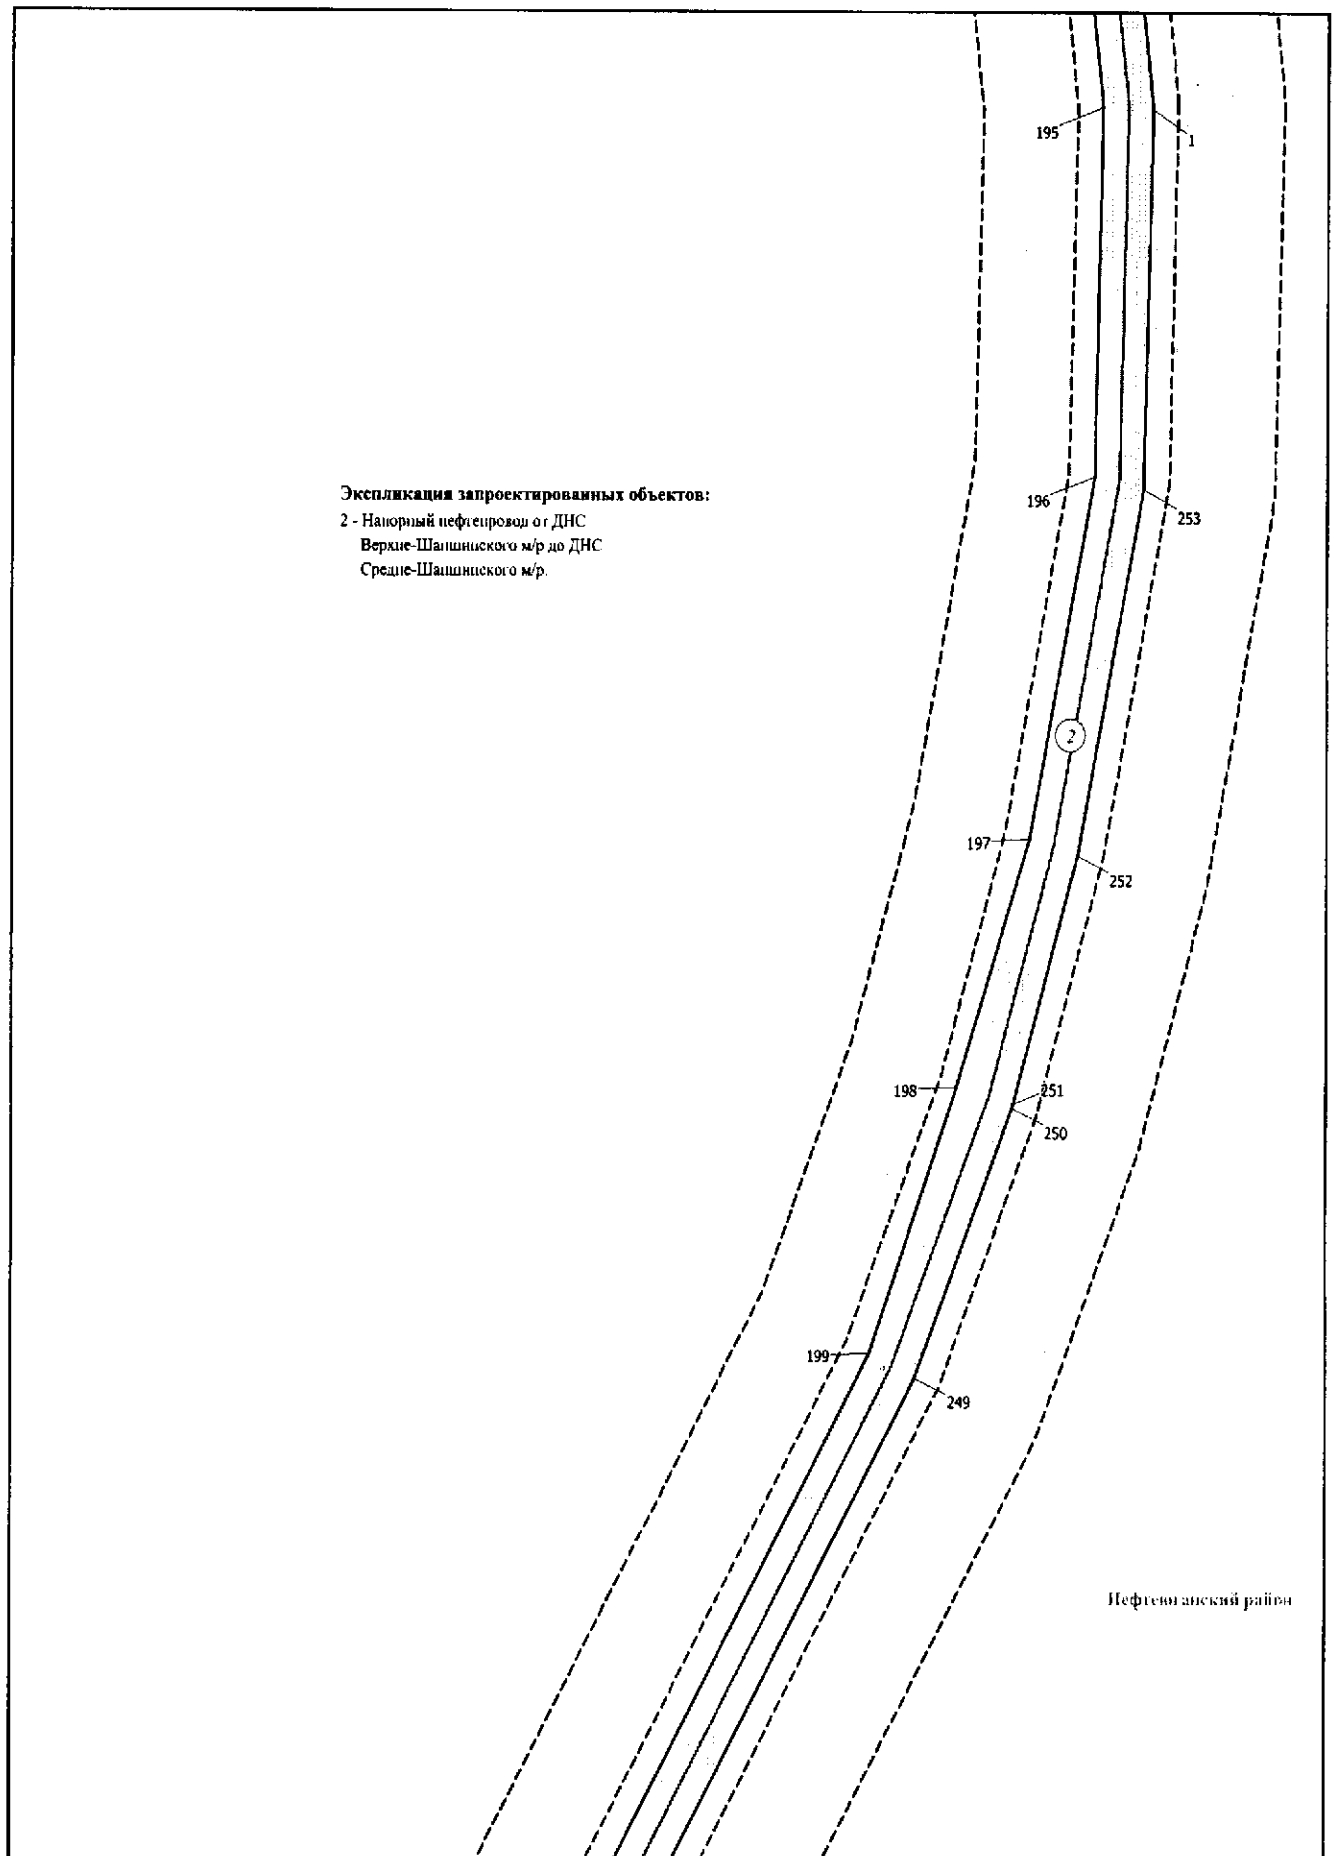 195
1
Экспликация запроектированных объектов:
2 - Напорный нефтепровод от ДНС
Верхне-Шапшинского м/р до ДНС
Средне-Шапшинского м/р.
196
253
2
197
252
198
251
250
199
249
район